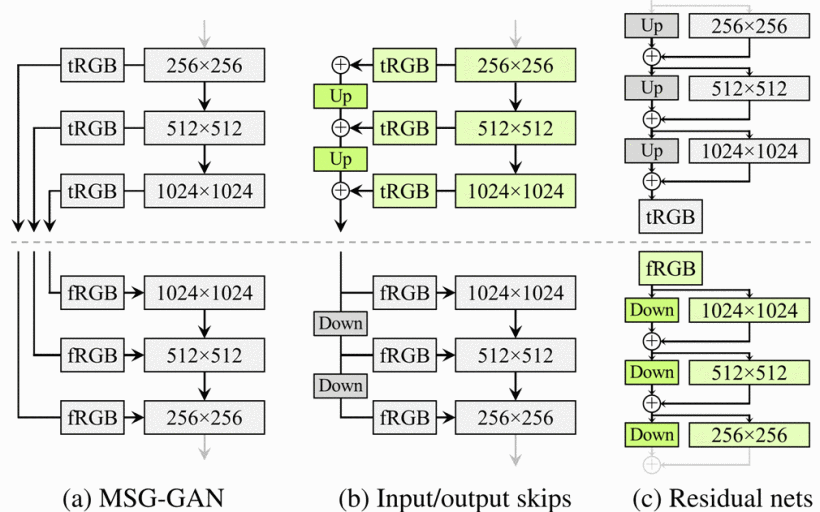 tRGB 256×256
tRGB 512×512
tRGB 1024×1024
fRGB 1024×1024
fRGB 512×512
fRGB 256×256
(a) MSG-GAN
tRGB 256×256
Up
tRGB 512×512
Up
tRGB 1024×1024
fRGB 1024×1024
Down
fRGB 512×512
Down
fRGB 256×256
(b) Input/output skips
Up 256×256
Up 512×512
Up 1024×1024
tRGB
fRGB
Down 1024×1024
Down 512×512
Down 256×256
(c) Residual nets